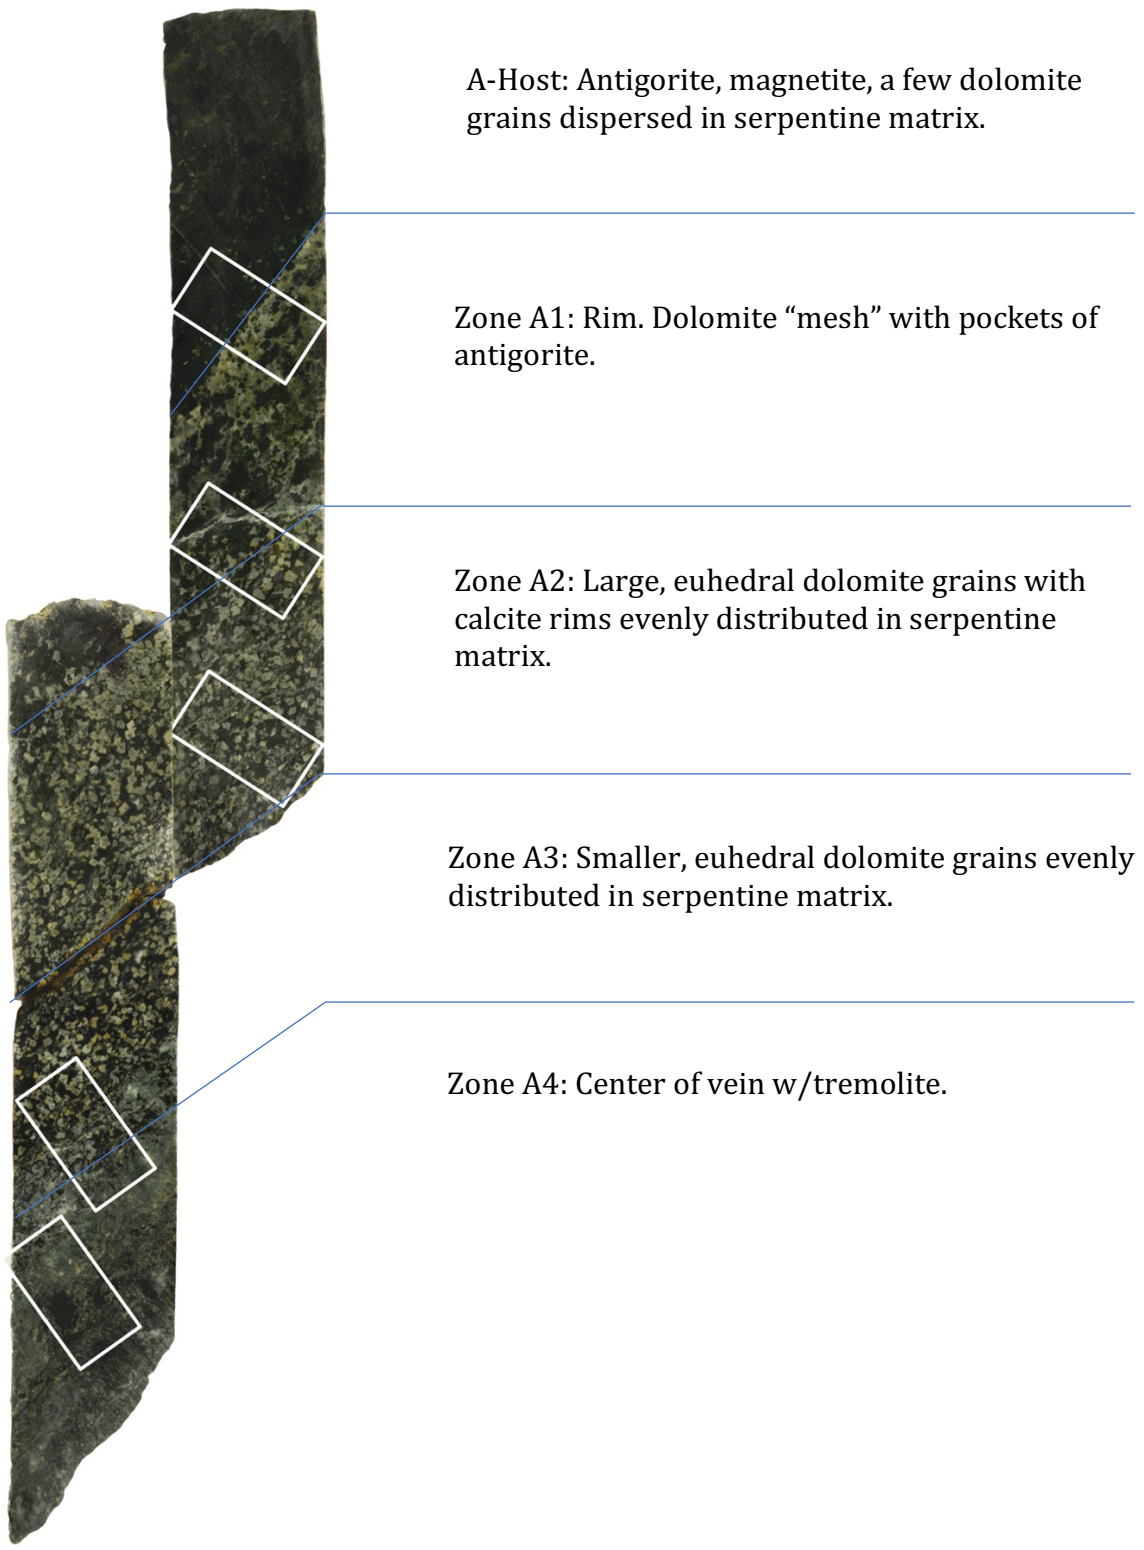 A-Host: Antigorite, magnetite, a few dolomite
grains dispersed in serpentine matrix.
Zone A1: Rim. Dolomite “mesh” with pockets of
antigorite.
Zone A2: Large, euhedral dolomite grains with
calcite rims evenly distributed in serpentine
matrix.
Zone A3: Smaller, euhedral dolomite grains evenly
distributed in serpentine matrix.
Zone A4: Center of vein w/tremolite.